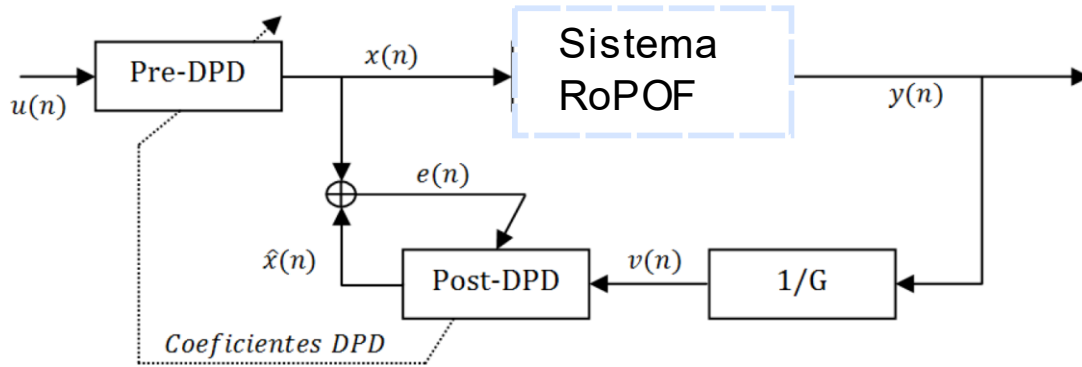 Sistema
RoPOF
Pre-DPD
x(n)
u(n)
y(n)
e(n)
x̂(n)
v(n)
Post-DPD
1/G
Coeficientes DPD